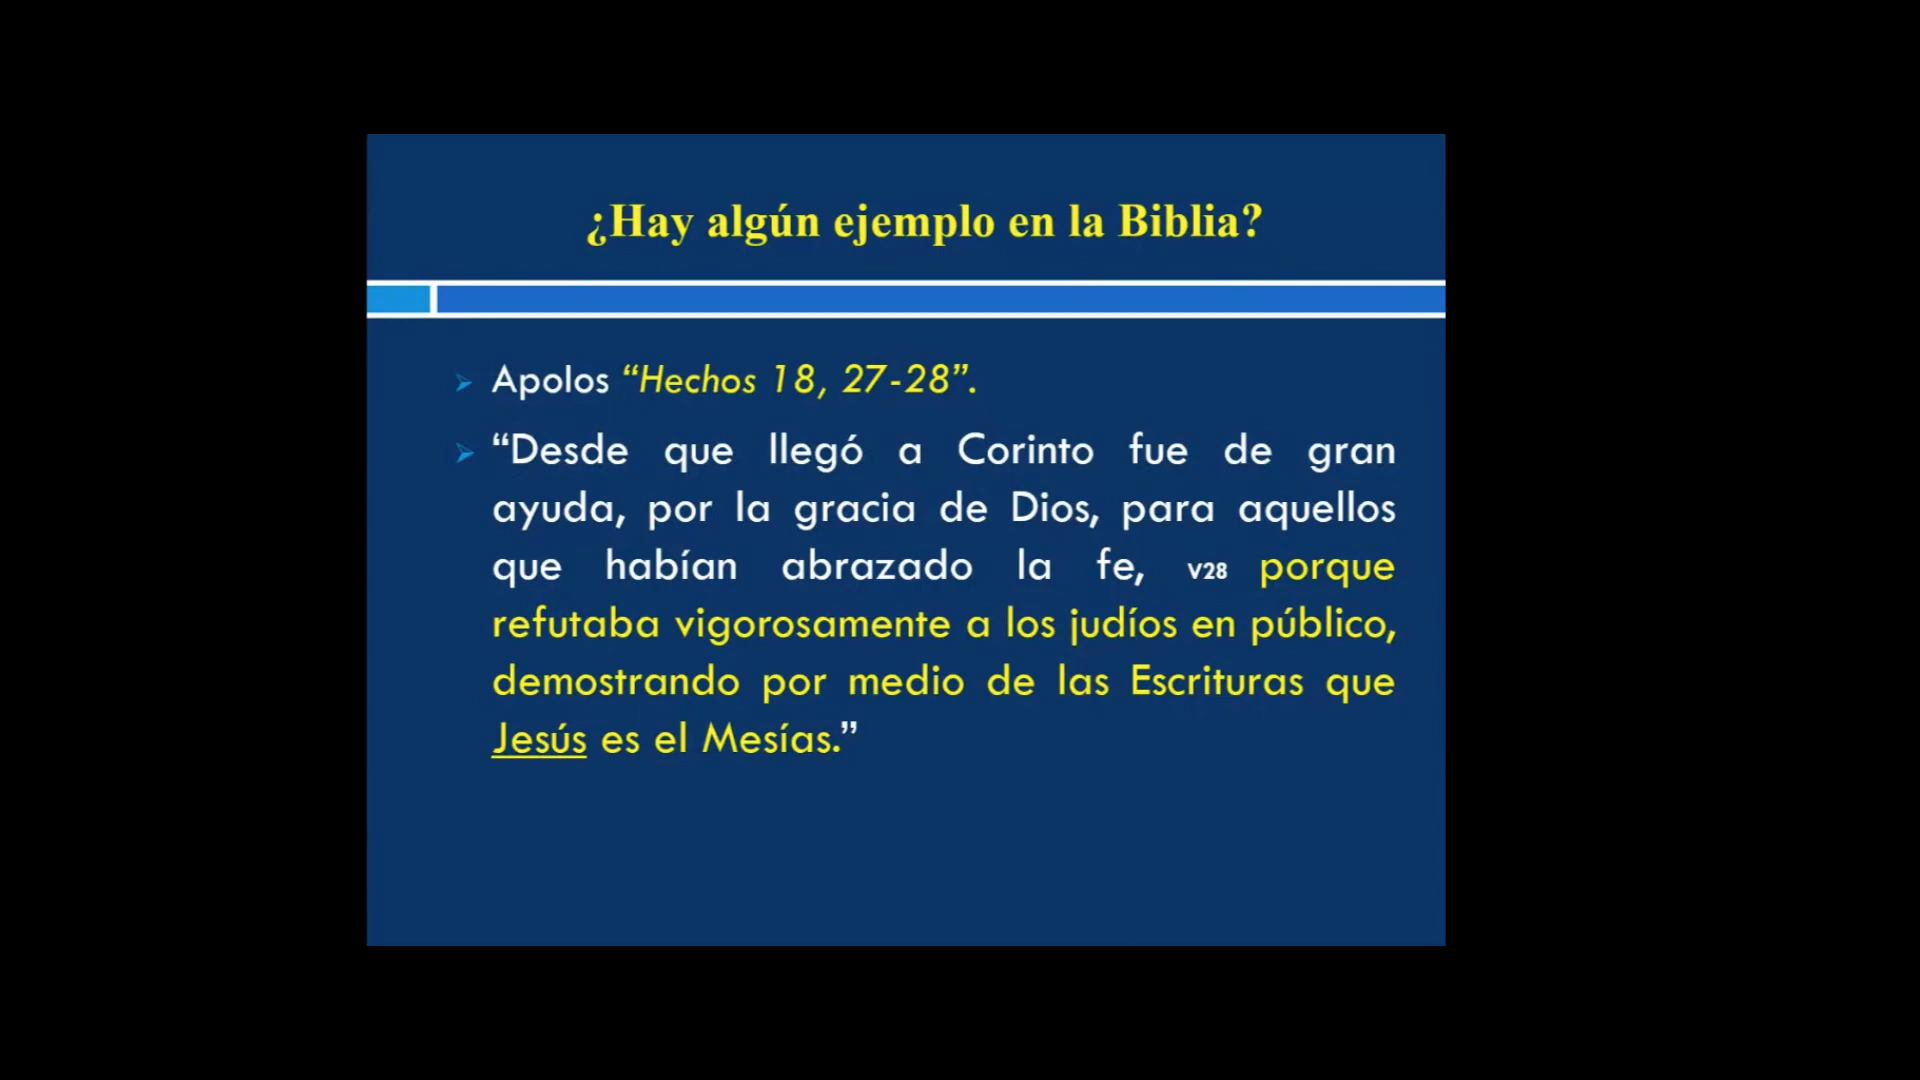 ¿Hay algún ejemplo en la Biblia?
Apolos “Hechos 18, 27-28”.
“Desde que llegó a Corinto fue de gran
ayuda, por la gracia de Dios, para aquellos
que habían abrazado la fe, V28 porque
refutaba vigorosamente a los judíos en público,
demostrando por medio de las Escrituras que
Jesús es el Mesías.”